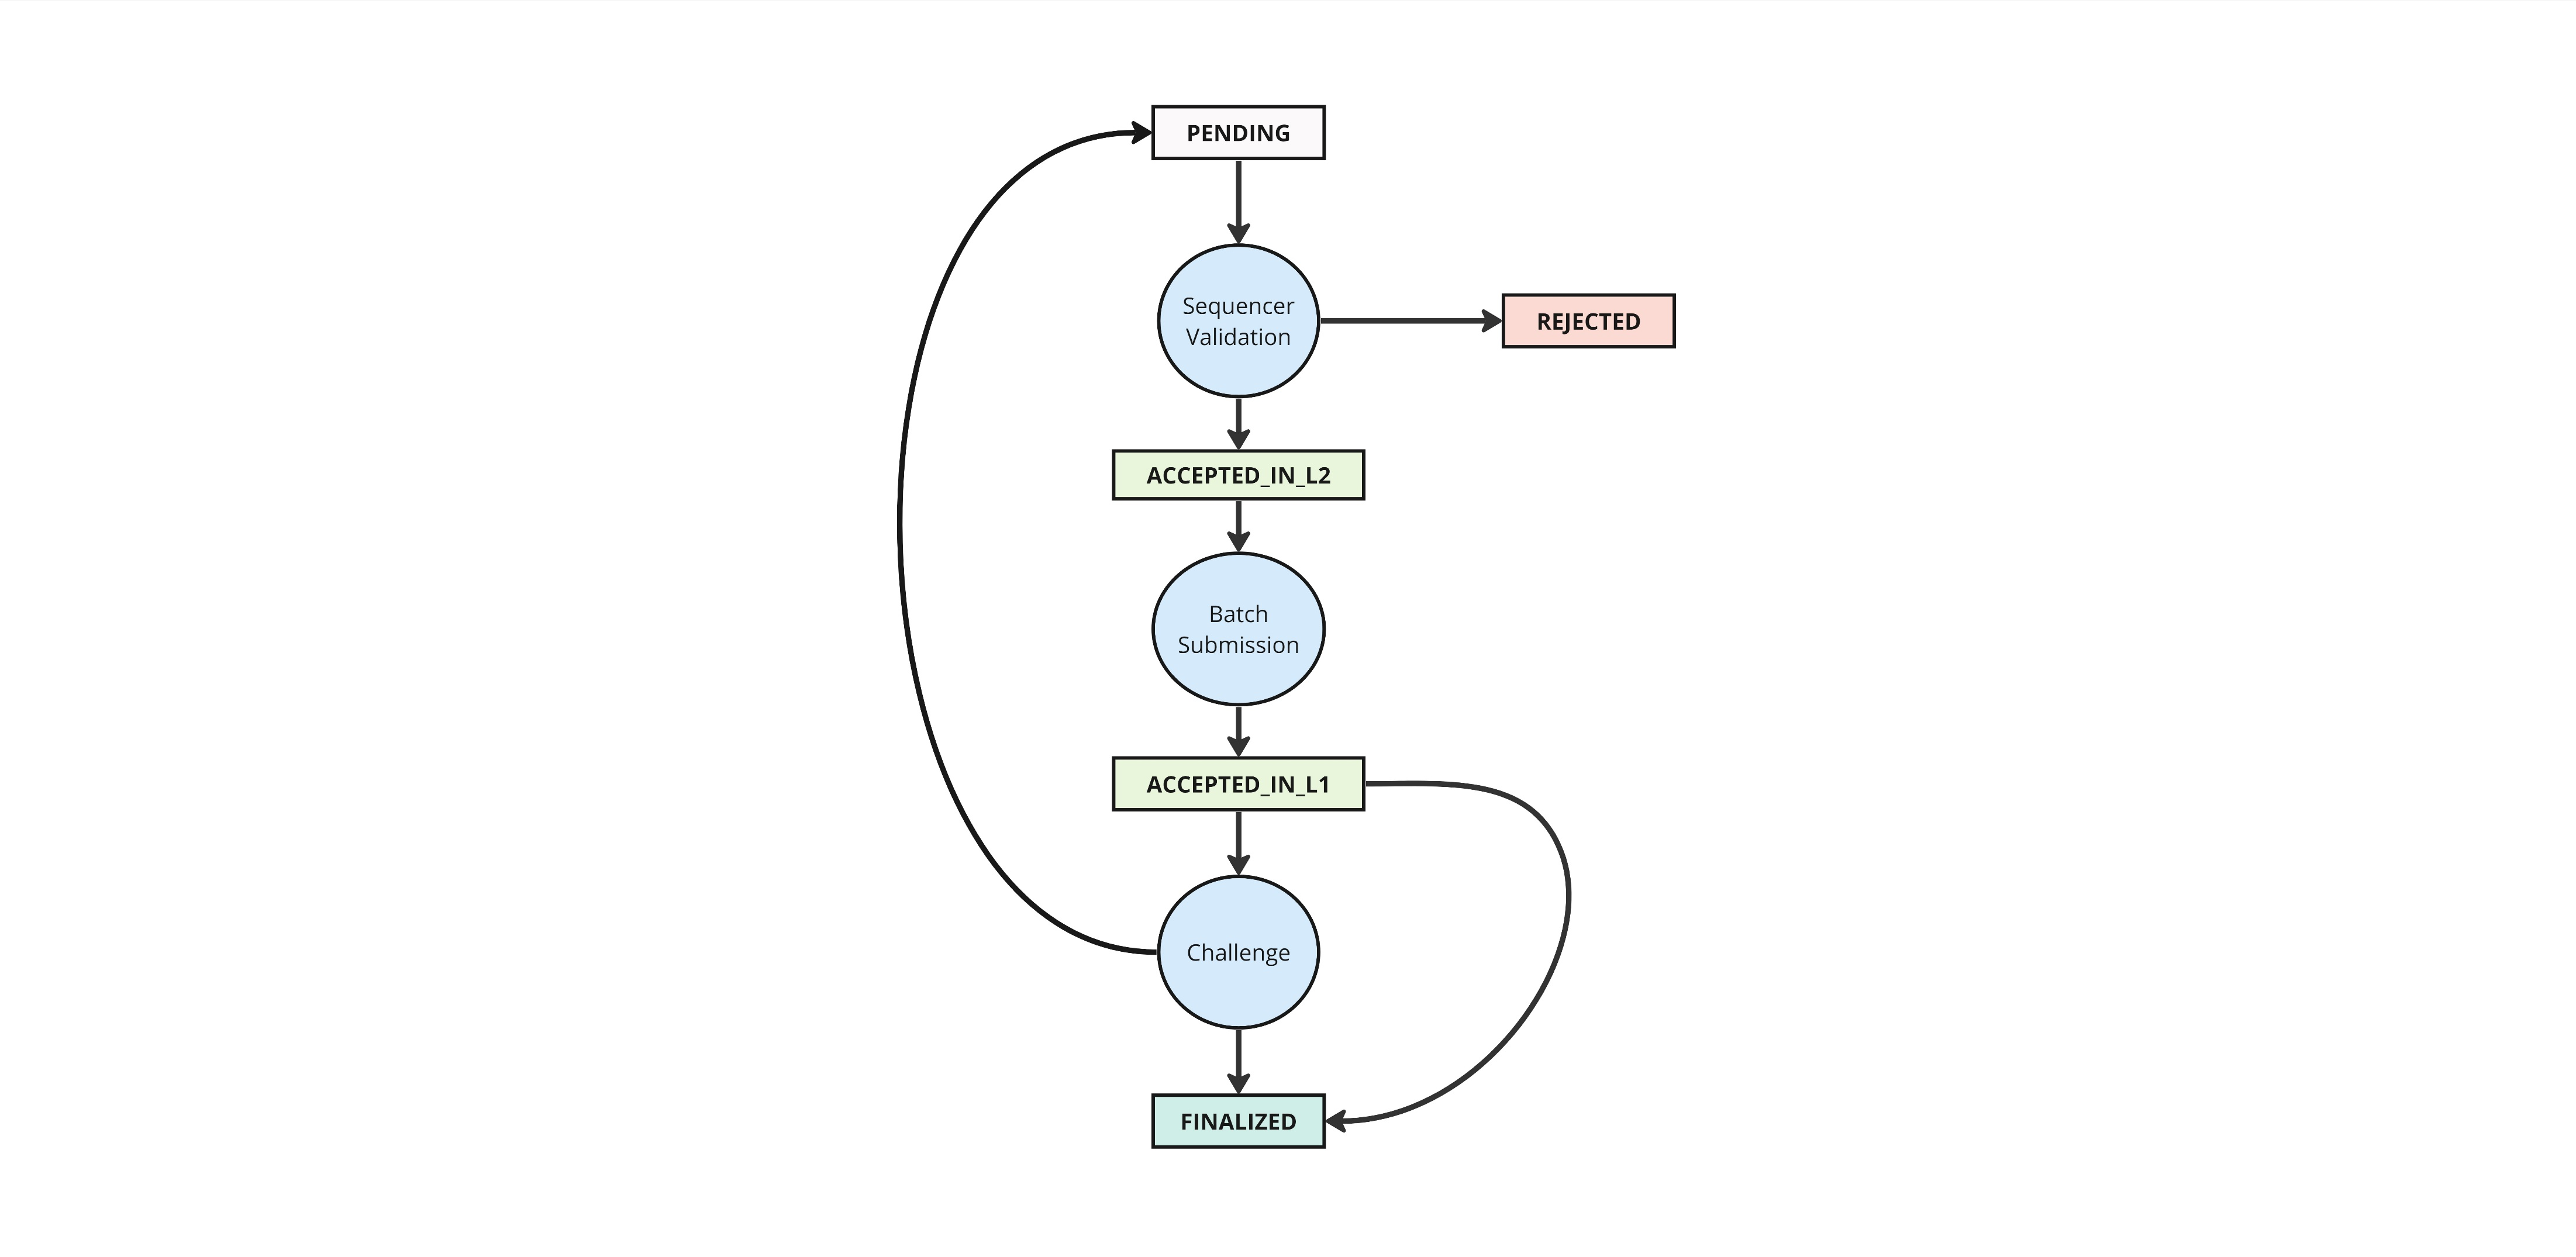 PENDING
Sequencer
Validation
REJECTED
ACCEPTED_IN_L2
Batch
Submission
ACCEPTED_IN_L1
Challenge
FINALIZED